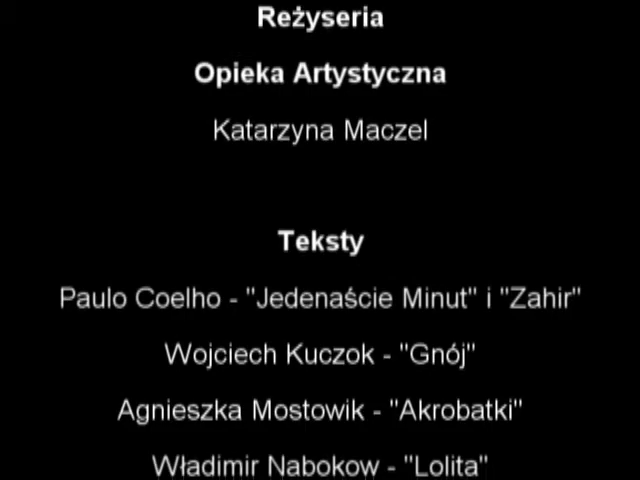 Reżyseria
Opieka Artystyczna
Katarzyna Maczel
Teksty
Paulo Coelho - "Jedenaście Minut" i "Zahir"
Wojciech Kuczok - "Gnój"
Agnieszka Mostowik - "Akrobatki"
Władimir Nabokow - "Lolita"